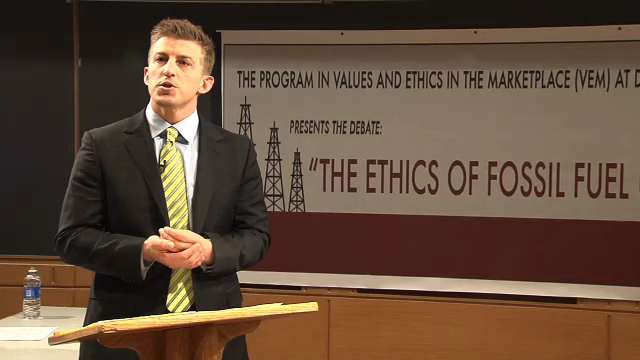 THE PROGRAM IN VALUES AND ETHICS IN THE MARKETPLACE (VEM) AT D
PRESENTS THE DEBATE:
"THE ETHICS OF FOSSIL FUEL